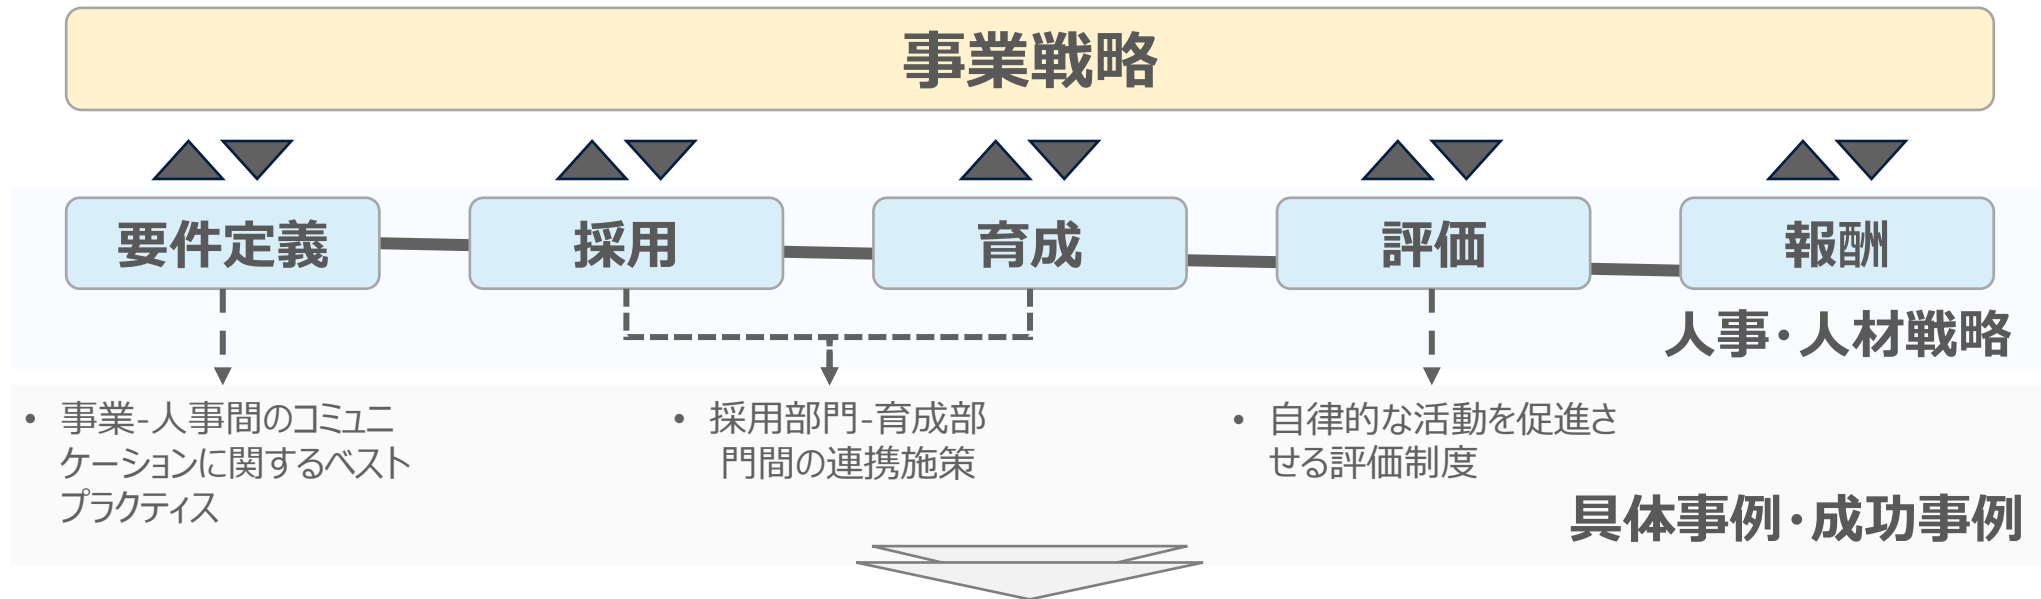 事業戦略
要件定義
採用
育成
評価
報酬
人事・人材戦略
• 事業-人事間のコミュニ
ケーションに関するベスト
プラクティス
• 採用部門-育成部
門間の連携施策
• 自律的な活動を促進さ
せる評価制度
具体事例・成功事例